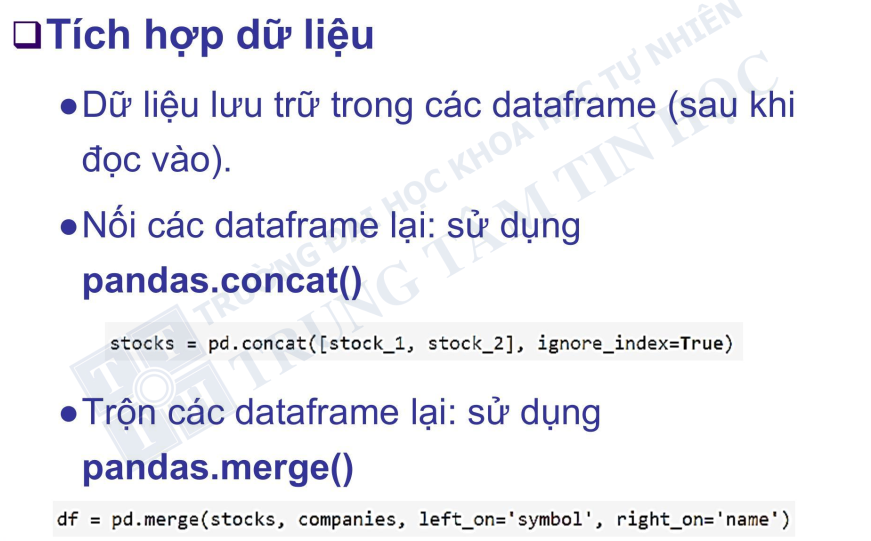 Tích hợp dữ liệu
●Dữ liệu lưu trữ trong các dataframe (sau khi
đọc vào).
●Nối các dataframe lại: sử dụng
pandas.concat()
stocks = pd.concat([stock_1, stock_2], ignore_index=True)
●Trộn các dataframe lại: sử dụng
pandas.merge()
df = pd.merge(stocks, companies, left_on='symbol', right_on='name')
TRƯỜNG ĐẠI HỌC KHOA HỌC TỰ NHIÊN
TRUNG TÂM TIN HỌC